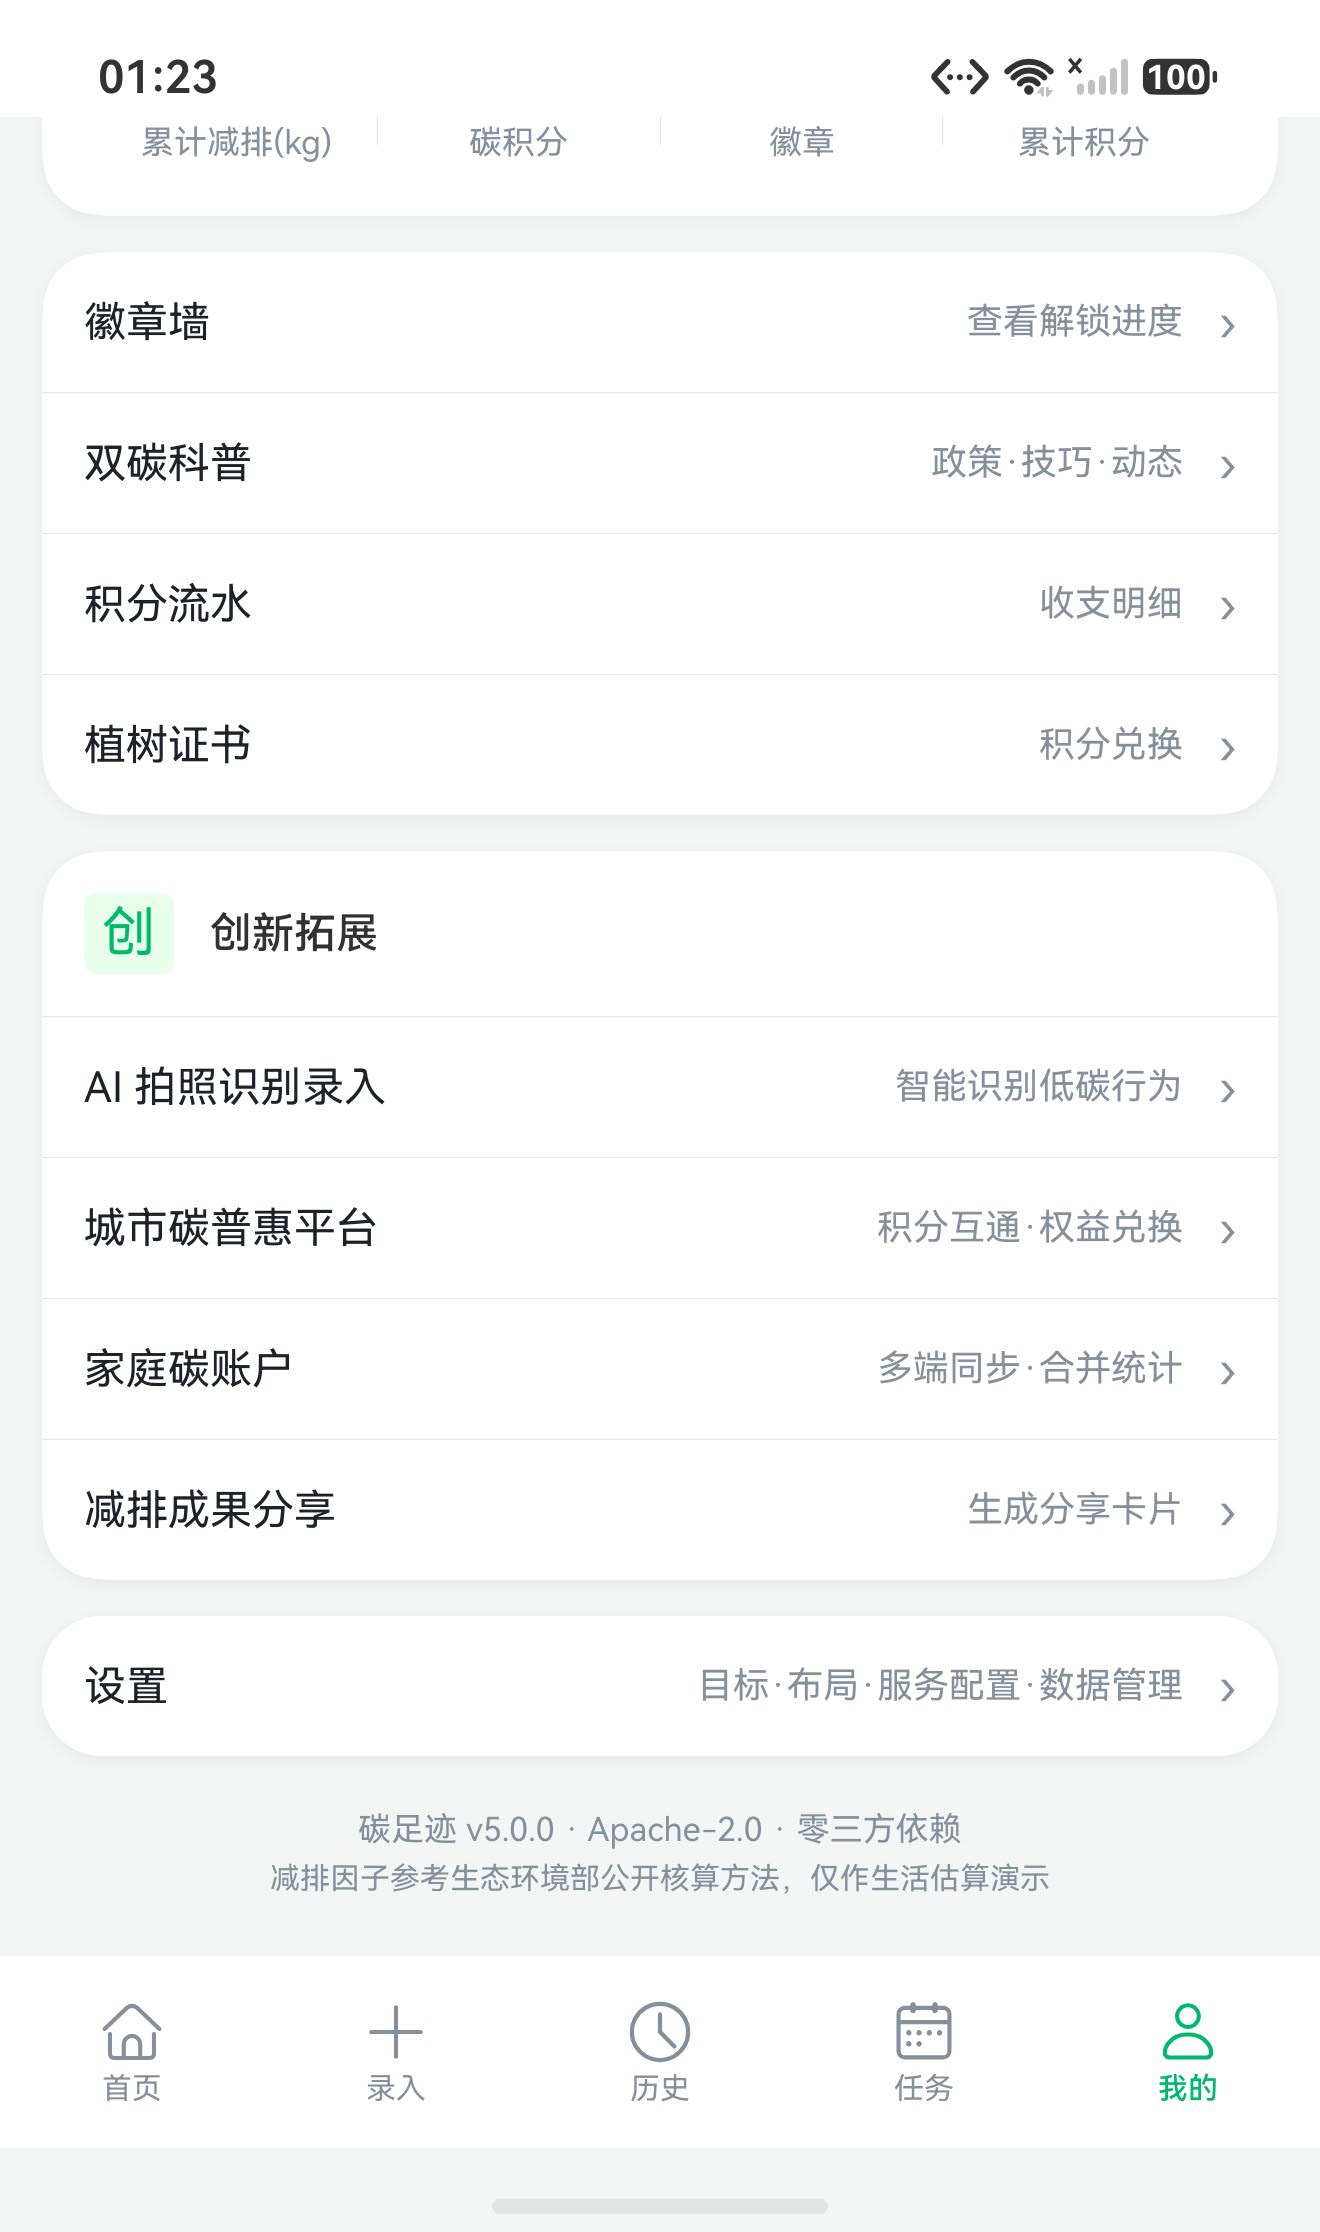 01:23
100
累计减排(kg)
碳积分
徽章
累计积分
徽章墙
查看解锁进度
双碳科普
政策·技巧·动态
积分流水
收支明细
植树证书
积分兑换
创
创新拓展
AI 拍照识别录入
智能识别低碳行为
城市碳普惠平台
积分互通·权益兑换
家庭碳账户
多端同步·合并统计
减排成果分享
生成分享卡片
设置
目标·布局·服务配置·数据管理
碳足迹 v5.0.0 · Apache-2.0 · 零三方依赖
减排因子参考生态环境部公开核算方法，仅作生活估算演示
首页
录入
历史
任务
我的